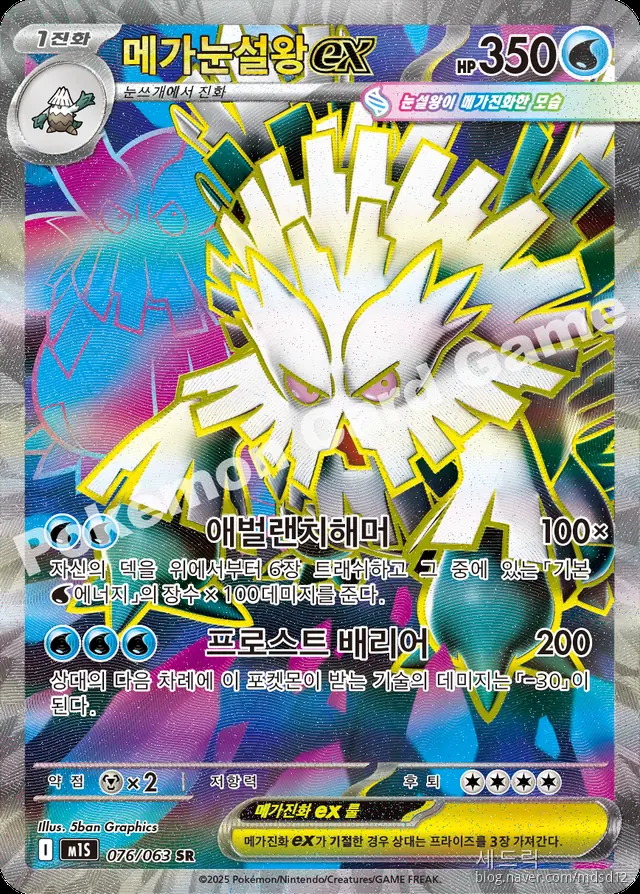 1진화 메가눈설왕ex HP 350
눈쓰개에서 진화
눈설왕이 메가진화한 모습
Pokémon Card Game
애벌랜치해머 100×
자신의 덱을 위에서부터 6장 트래쉬하고 그 중에 있는 「기본
에너지」의 장수 × 100데미지를 준다.
프로스트 배리어 200
상대의 다음 차례에 이 포켓몬이 받는 기술의 데미지는 「-30」이
된다.
약점 ×2 저항력 후퇴
Illus. 5ban Graphics
메가진화 ex 룰
I M1S 076/063 SR
메가진화 ex가 기절한 경우 상대는 프라이즈를 3장 가져간다.
세드릭
blog.naver.com/mdsd12
©2025 Pokémon/Nintendo/Creatures/GAME FREAK.